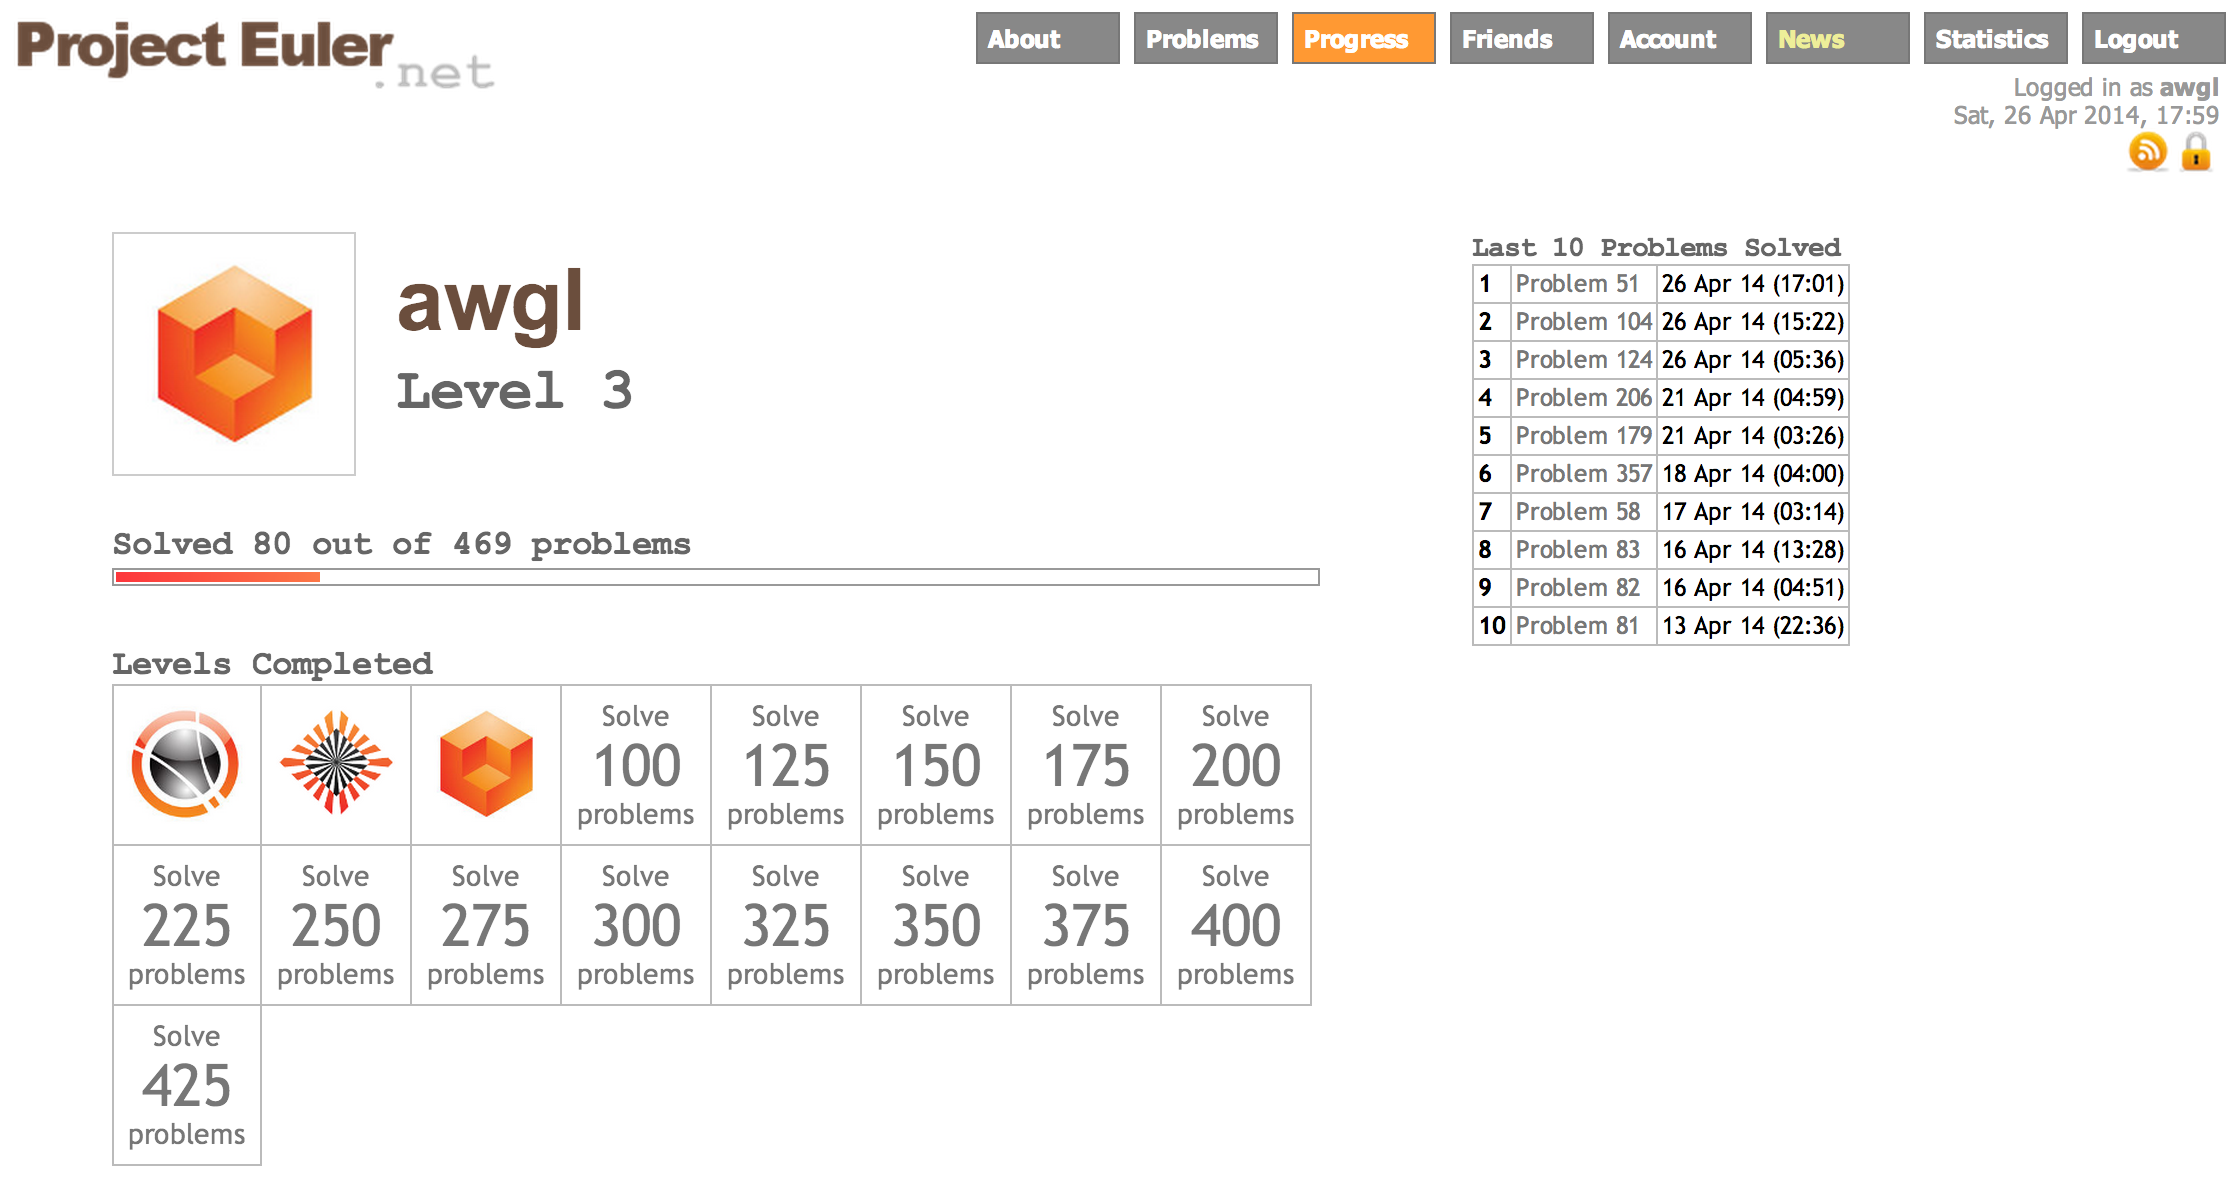 Project Euler
.net
About Problems Progress Friends Account News Statistics Logout
Logged in as awgl
Sat, 26 Apr 2014, 17:59
awgl
Level 3
Solved 80 out of 469 problems
Levels Completed
Solve 100 problems
Solve 125 problems
Solve 150 problems
Solve 175 problems
Solve 200 problems
Solve 225 problems
Solve 250 problems
Solve 275 problems
Solve 300 problems
Solve 325 problems
Solve 350 problems
Solve 375 problems
Solve 400 problems
Solve 425 problems
Last 10 Problems Solved
1 Problem 51 26 Apr 14 (17:01)
2 Problem 104 26 Apr 14 (15:22)
3 Problem 124 26 Apr 14 (05:36)
4 Problem 206 21 Apr 14 (04:59)
5 Problem 179 21 Apr 14 (03:26)
6 Problem 357 18 Apr 14 (04:00)
7 Problem 58 17 Apr 14 (03:14)
8 Problem 83 16 Apr 14 (13:28)
9 Problem 82 16 Apr 14 (04:51)
10 Problem 81 13 Apr 14 (22:36)